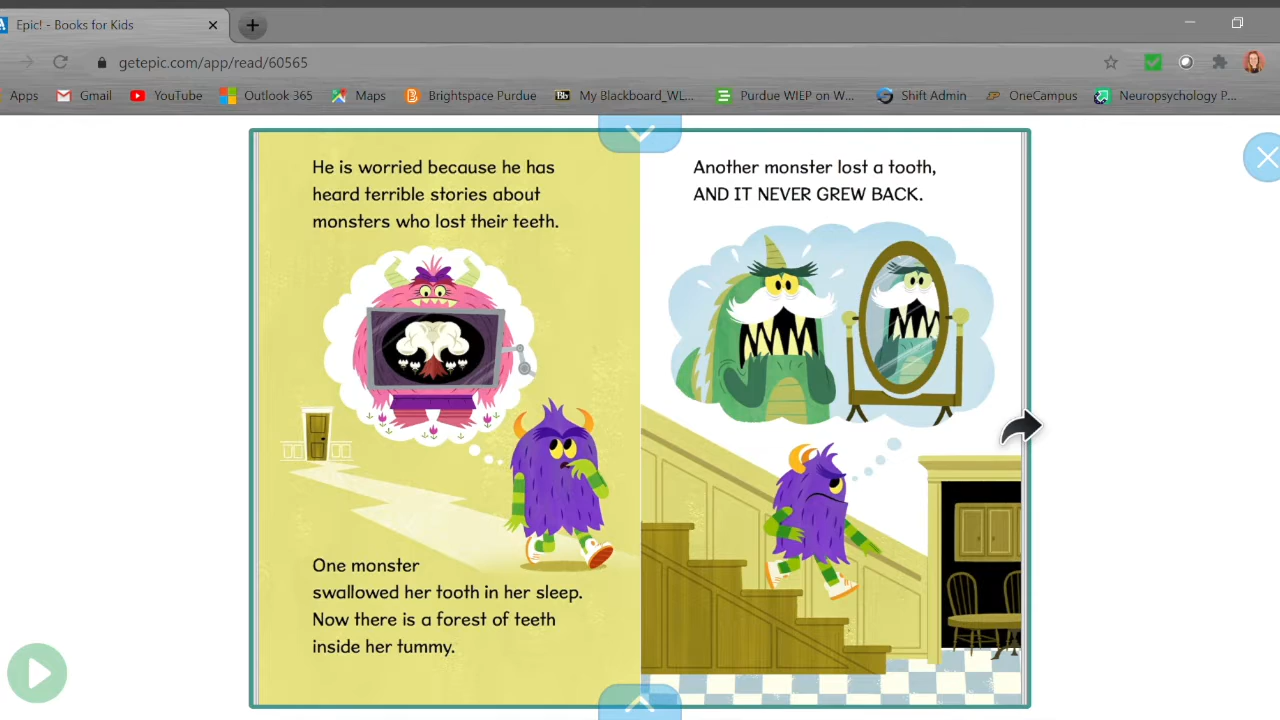 Epic! - Books for Kids
getepic.com/app/read/60565
Apps Gmail YouTube Outlook 365 Maps Brightspace Purdue Bb My Blackboard_WL... Purdue WIEP on W... Shift Admin OneCampus Neuropsychology P...
He is worried because he has
heard terrible stories about
monsters who lost their teeth.
One monster
swallowed her tooth in her sleep.
Now there is a forest of teeth
inside her tummy.
Another monster lost a tooth,
AND IT NEVER GREW BACK.